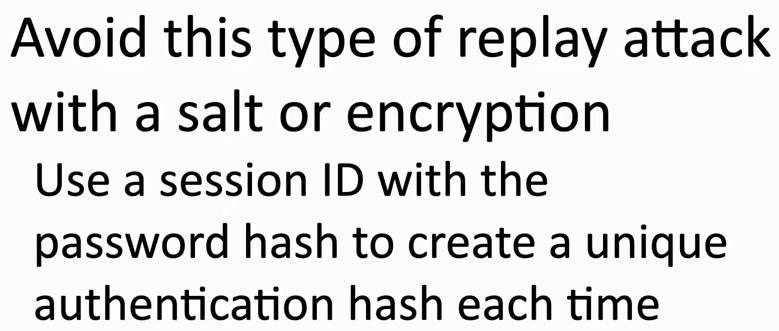 Avoid this type of replay attack
with a salt or encryption
Use a session ID with the
password hash to create a unique
authentication hash each time